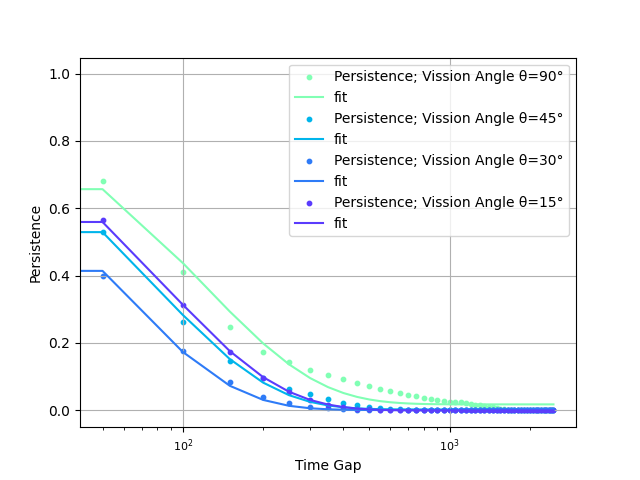 1.0
0.8
0.6
0.4
0.2
0.0
Persistence
10²
10³
Time Gap
Persistence; Vission Angle θ=90°
fit
Persistence; Vission Angle θ=45°
fit
Persistence; Vission Angle θ=30°
fit
Persistence; Vission Angle θ=15°
fit